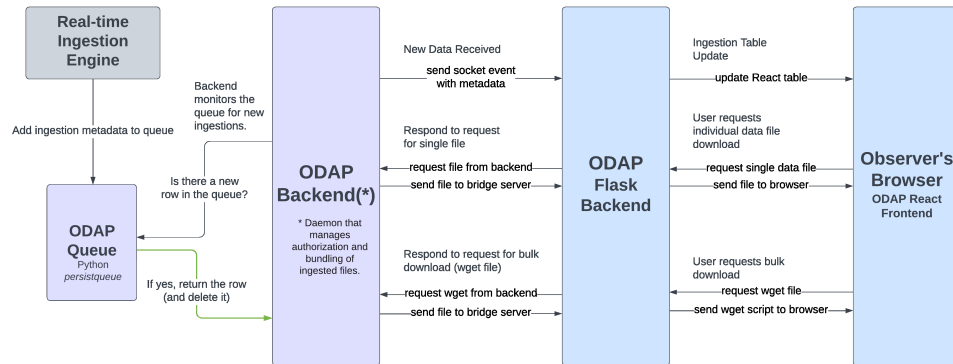 Real-time
Ingestion
Engine
Add ingestion metadata to queue
ODAP
Queue
Python
persistqueue
Backend
monitors the
queue for new
ingestions.
Is there a new
row in the queue?
If yes, return the row
(and delete it)
ODAP
Backend(*)
* Daemon that
manages
authorization and
bundling of
ingested files.
New Data Received
send socket event
with metadata
Respond to request
for single file
request file from backend
send file to bridge server
Respond to request for bulk
download (wget file)
request wget from backend
send file to bridge server
ODAP
Flask
Backend
Ingestion Table
Update
update React table
User requests
individual data file
download
request single data file
send file to browser
User requests bulk
download
request wget file
send wget script to browser
Observer's
Browser
ODAP React
Frontend